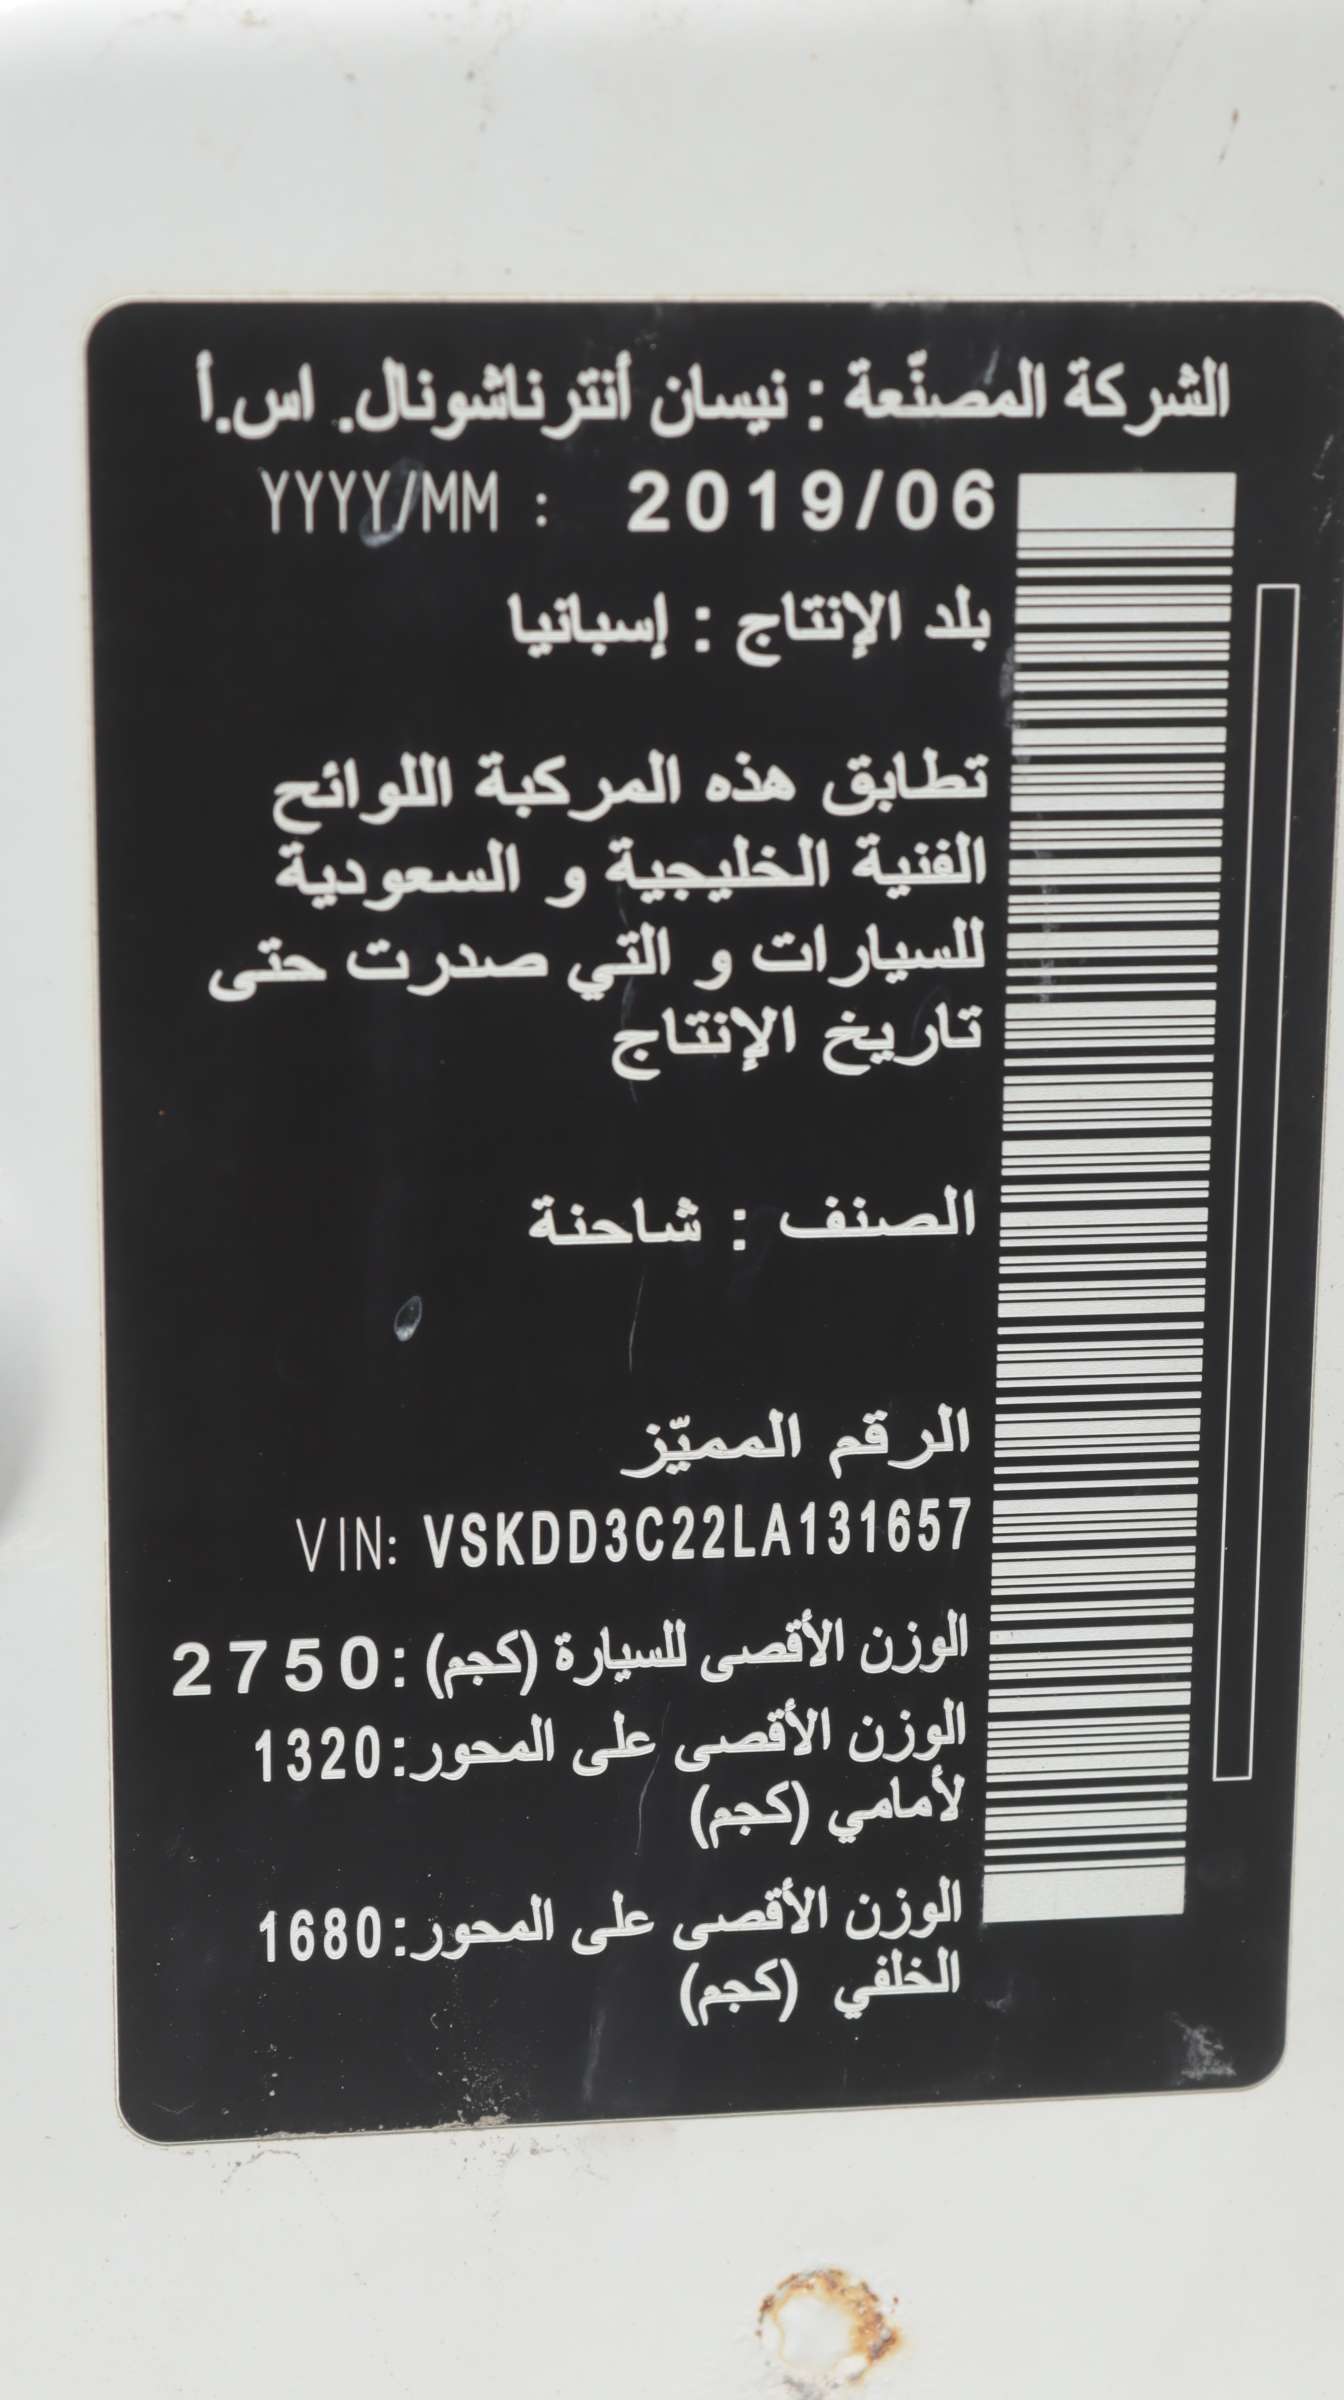 الشركة المصنّعة : نيسان أنترناشونال. اس.أ
YYYY/MM : 2019/06
بلد الإنتاج : إسبانيا
تطابق هذه المركبة اللوائح
الفنية الخليجية و السعودية
للسيارات و التي صدرت حتى
تاريخ الإنتاج
الصنف : شاحنة
الرقم المميّز
VIN: VSKDD3C22LA131657
الوزن الأقصى للسيارة (كجم):2750
الوزن الأقصى على المحور:1320
لأمامي (كجم)
الوزن الأقصى على المحور:1680
الخلفي (كجم)